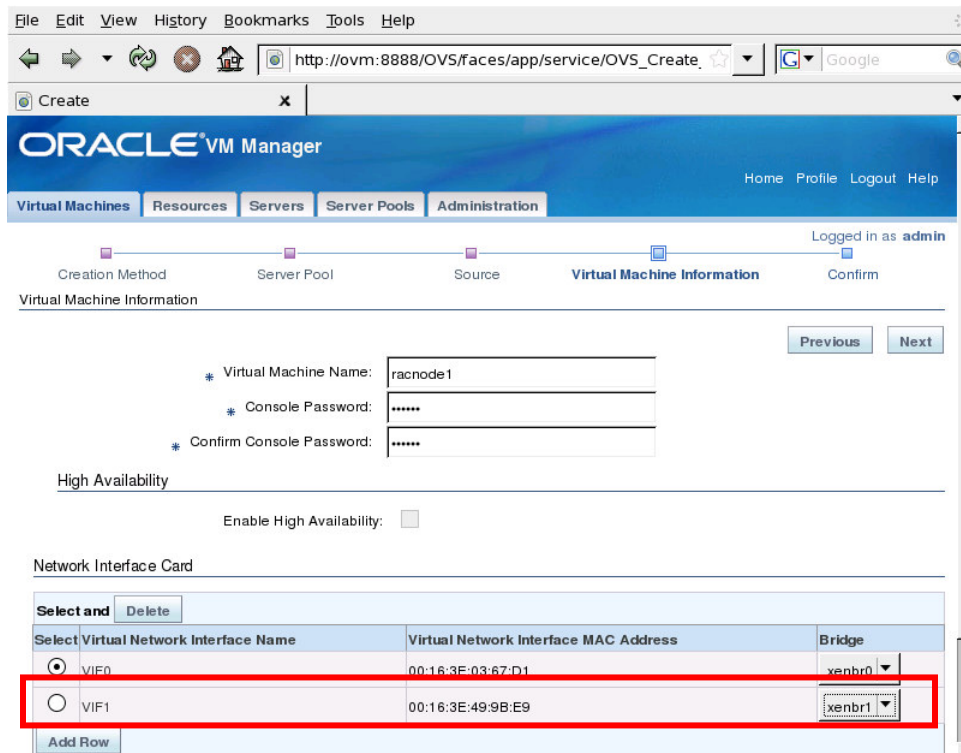 File Edit View History Bookmarks Tools Help
http://ovm:8888/OVS/faces/app/service/OVS_Create_ G Google
Create x
ORACLE VM Manager
Home Profile Logout Help
Virtual Machines Resources Servers Server Pools Administration
Logged in as admin
Creation Method Server Pool Source Virtual Machine Information Confirm
Virtual Machine Information
Previous Next
* Virtual Machine Name: racnode1
* Console Password: ••••••
* Confirm Console Password: ••••••
High Availability
Enable High Availability:
Network Interface Card
Select and Delete
Select Virtual Network Interface Name Virtual Network Interface MAC Address Bridge
VIF0 00:16:3E:03:67:D1 xenbr0
VIF1 00:16:3E:49:9B:E9 xenbr1
Add Row